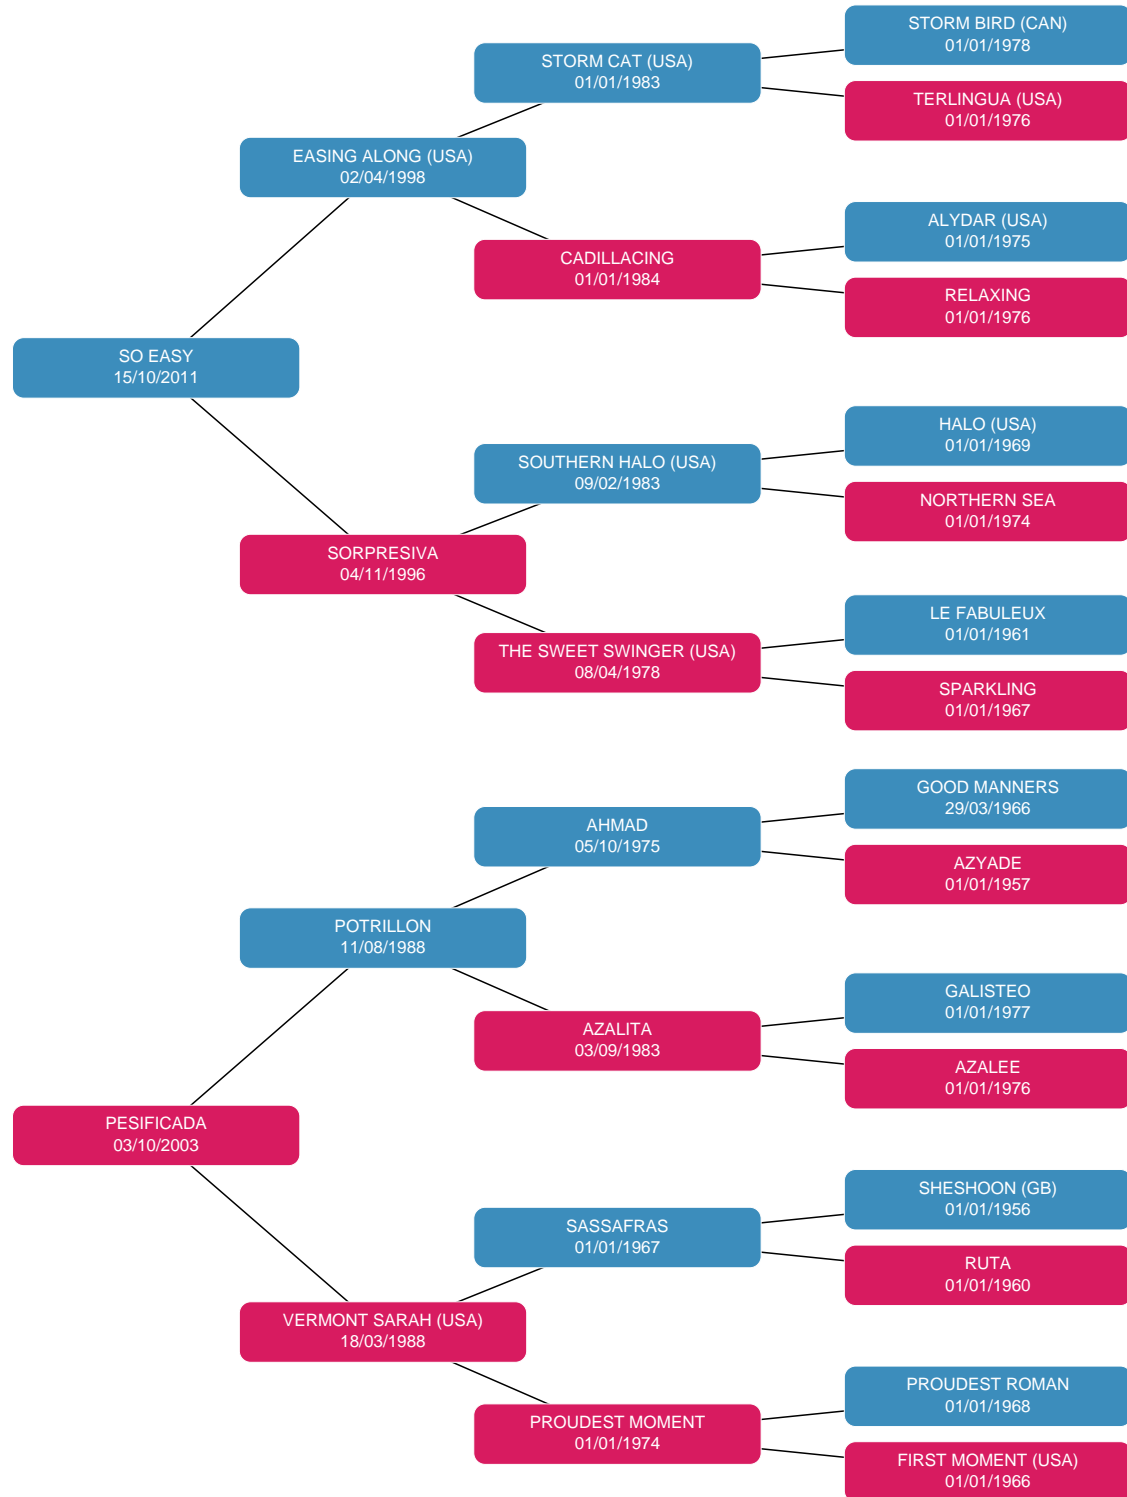 STORM BIRD (CAN)
01/01/1978
STORM CAT (USA)
01/01/1983
TERLINGUA (USA)
01/01/1976
EASING ALONG (USA)
02/04/1998
ALYDAR (USA)
01/01/1975
CADILLACING
01/01/1984
RELAXING
01/01/1976
SO EASY
15/10/2011
HALO (USA)
01/01/1969
SOUTHERN HALO (USA)
09/02/1983
NORTHERN SEA
01/01/1974
SORPRESIVA
04/11/1996
LE FABULEUX
01/01/1961
THE SWEET SWINGER (USA)
08/04/1978
SPARKLING
01/01/1967
GOOD MANNERS
29/03/1966
AHMAD
05/10/1975
AZYADE
01/01/1957
POTRILLON
11/08/1988
GALISTEO
01/01/1977
AZALITA
03/09/1983
AZALEE
01/01/1976
PESIFICADA
03/10/2003
SHESHOON (GB)
01/01/1956
SASSAFRAS
01/01/1967
RUTA
01/01/1960
VERMONT SARAH (USA)
18/03/1988
PROUDEST ROMAN
01/01/1968
PROUDEST MOMENT
01/01/1974
FIRST MOMENT (USA)
01/01/1966